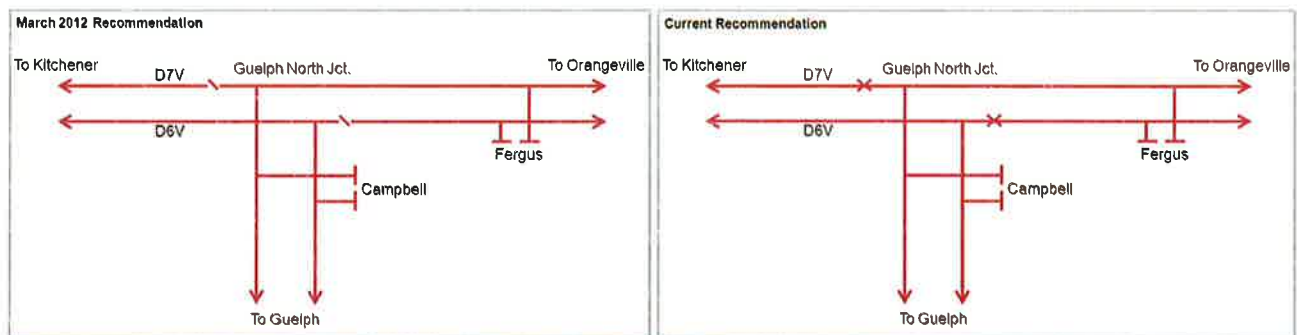 March 2012 Recommendation
To Kitchener
D7V
Guelph North Jct.
To Orangeville
D6V
Fergus
Campbell
To Guelph
Current Recommendation
To Kitchener
D7V
Guelph North Jct.
To Orangeville
D6V
Fergus
Campbell
To Guelph